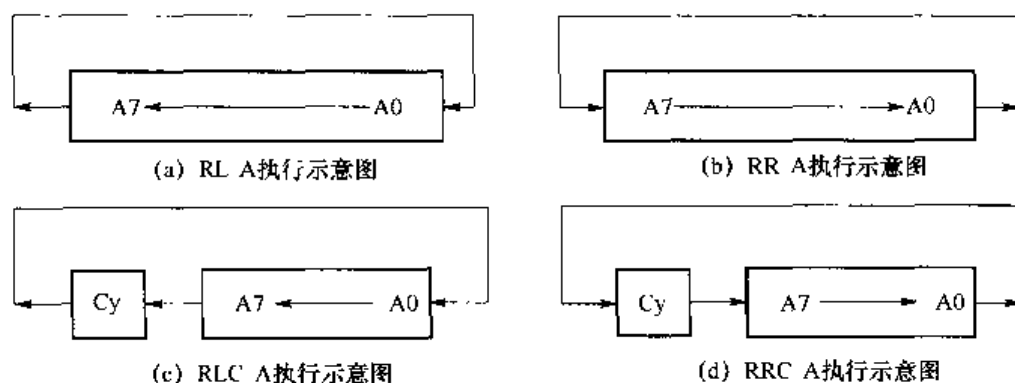 A7 A0
A7 A0
(a) RL A执行示意图
(b) RR A执行示意图
Cy A7 A0
Cy A7 A0
(c) RLC A执行示意图
(d) RRC A执行示意图